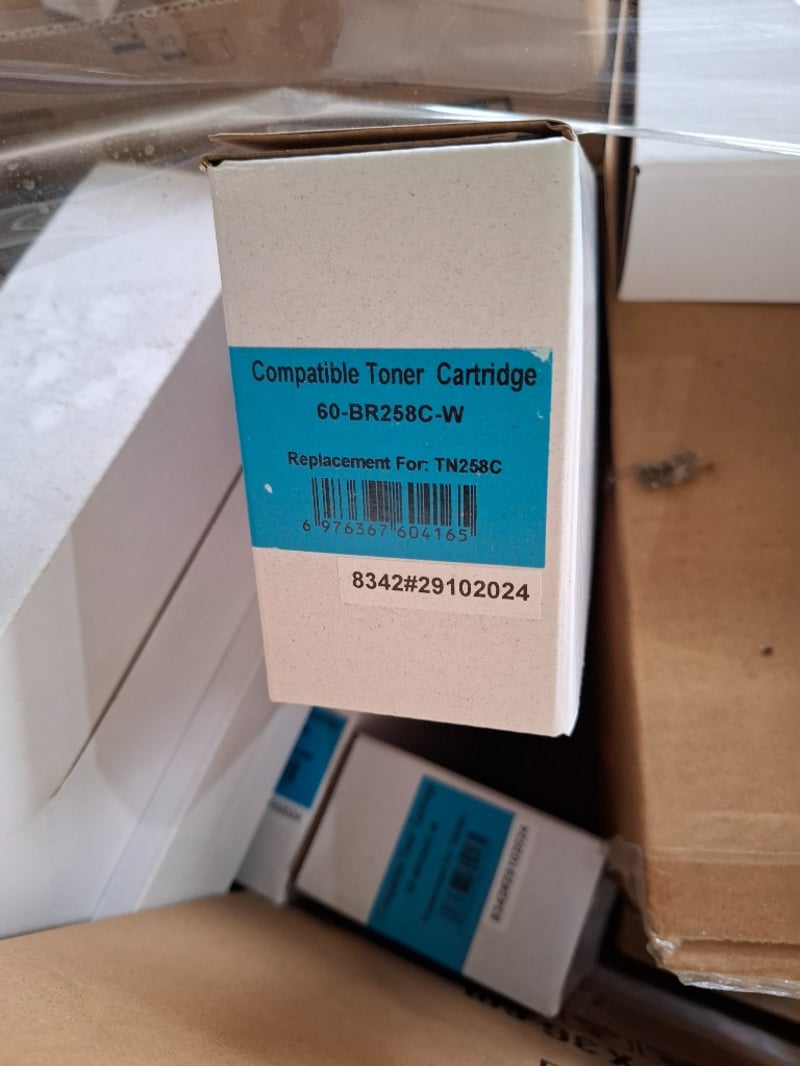 Compatible Toner Cartridge
60-BR258C-W
Replacement For: TN258C
6 976367 604165
8342#29102024